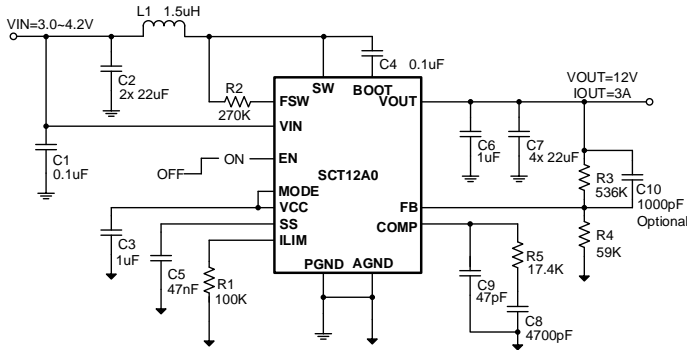 VIN=3.0~4.2V
L1 1.5uH
C2
2x 22uF
C4 0.1uF
R2
270K
SW
BOOT
FSW
VOUT
VIN
VOUT=12V
IOUT=3A
C1
0.1uF
OFF
ON
EN
SCT12A0
C6
1uF
C7
4x 22uF
R3
536K
C10
1000pF
Optional
MODE
VCC
SS
ILIM
FB
COMP
R4
59K
C3
1uF
C5
47nF
R1
100K
PGND
AGND
C9
47pF
R5
17.4K
C8
4700pF